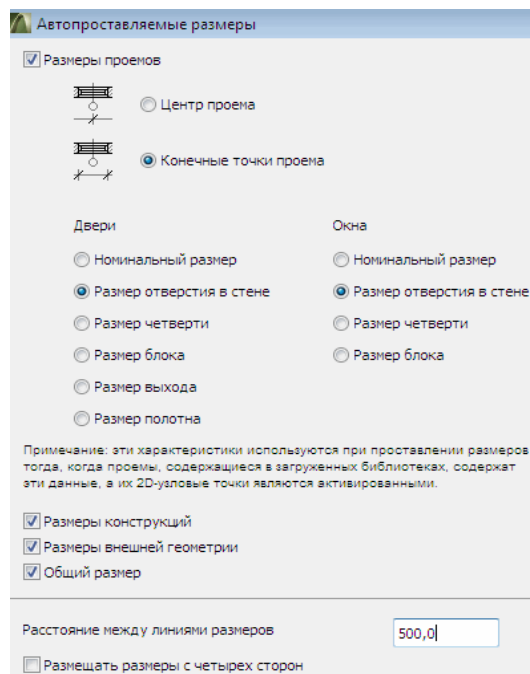 Автопроставляемые размеры
Размеры проемов
Центр проема
Конечные точки проема
Двери Окна
Номинальный размер Номинальный размер
Размер отверстия в стене Размер отверстия в стене
Размер четверти Размер четверти
Размер блока Размер блока
Размер выхода
Размер полотна
Примечание: эти характеристики используются при проставлении размеров
тогда, когда проемы, содержащиеся в загруженных библиотеках, содержат
эти данные, а их 2D-узловые точки являются активированными.
Размеры конструкций
Размеры внешней геометрии
Общий размер
Расстояние между линиями размеров 500,0
Размещать размеры с четырех сторон